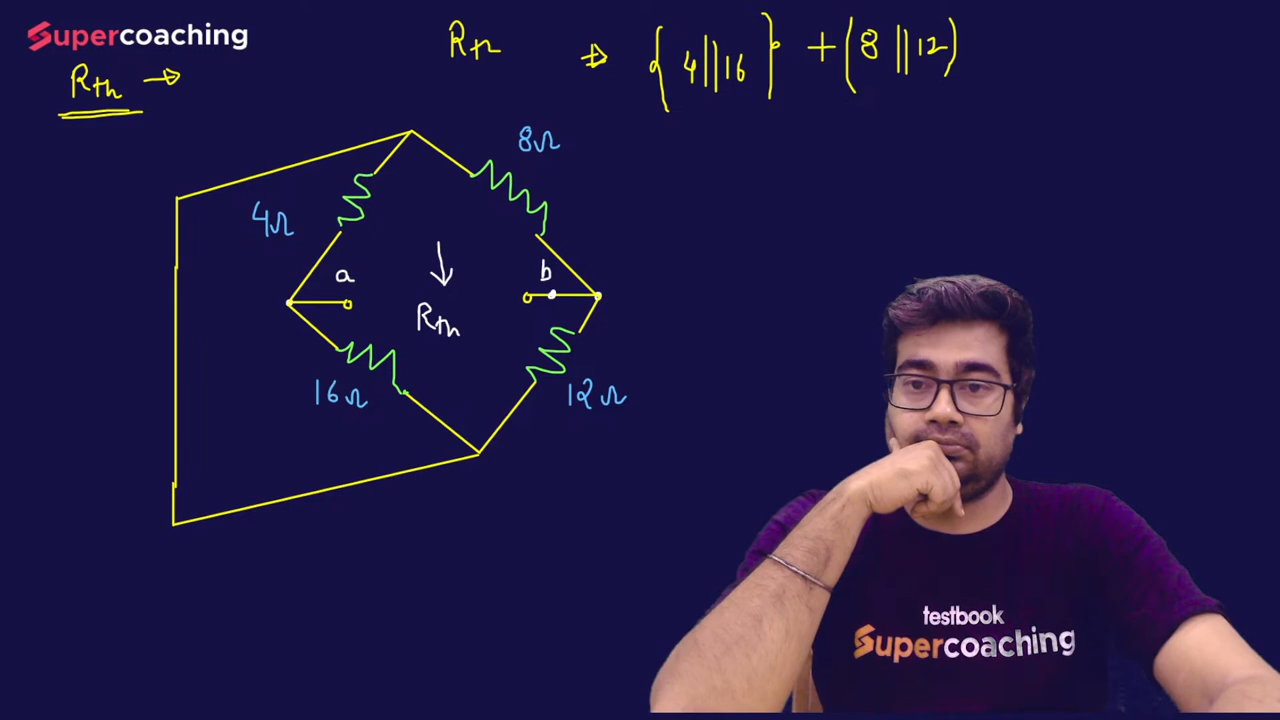 Supercoaching
Rth → Rth ⇒ {4||16} + (8||12)
8Ω
4Ω
a
b
Rth
16Ω
12Ω
testbook
Supercoaching